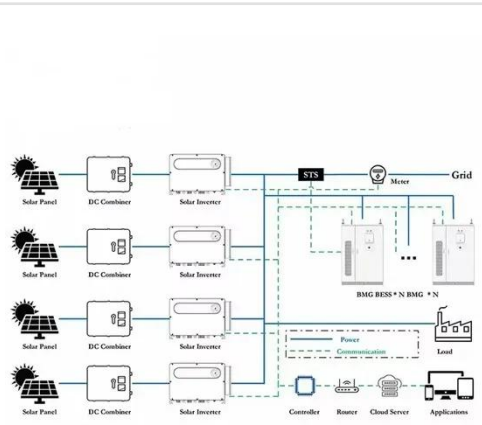 STS
Meter
Grid
Solar Panel
DC Combiner
Solar Inverter
Solar Panel
DC Combiner
Solar Inverter
BMG BESS * N BMG * N
Solar Panel
DC Combiner
Solar Inverter
Power
Communication
Load
Solar Panel
DC Combiner
Solar Inverter
Controller
Router
Cloud Server
Applications